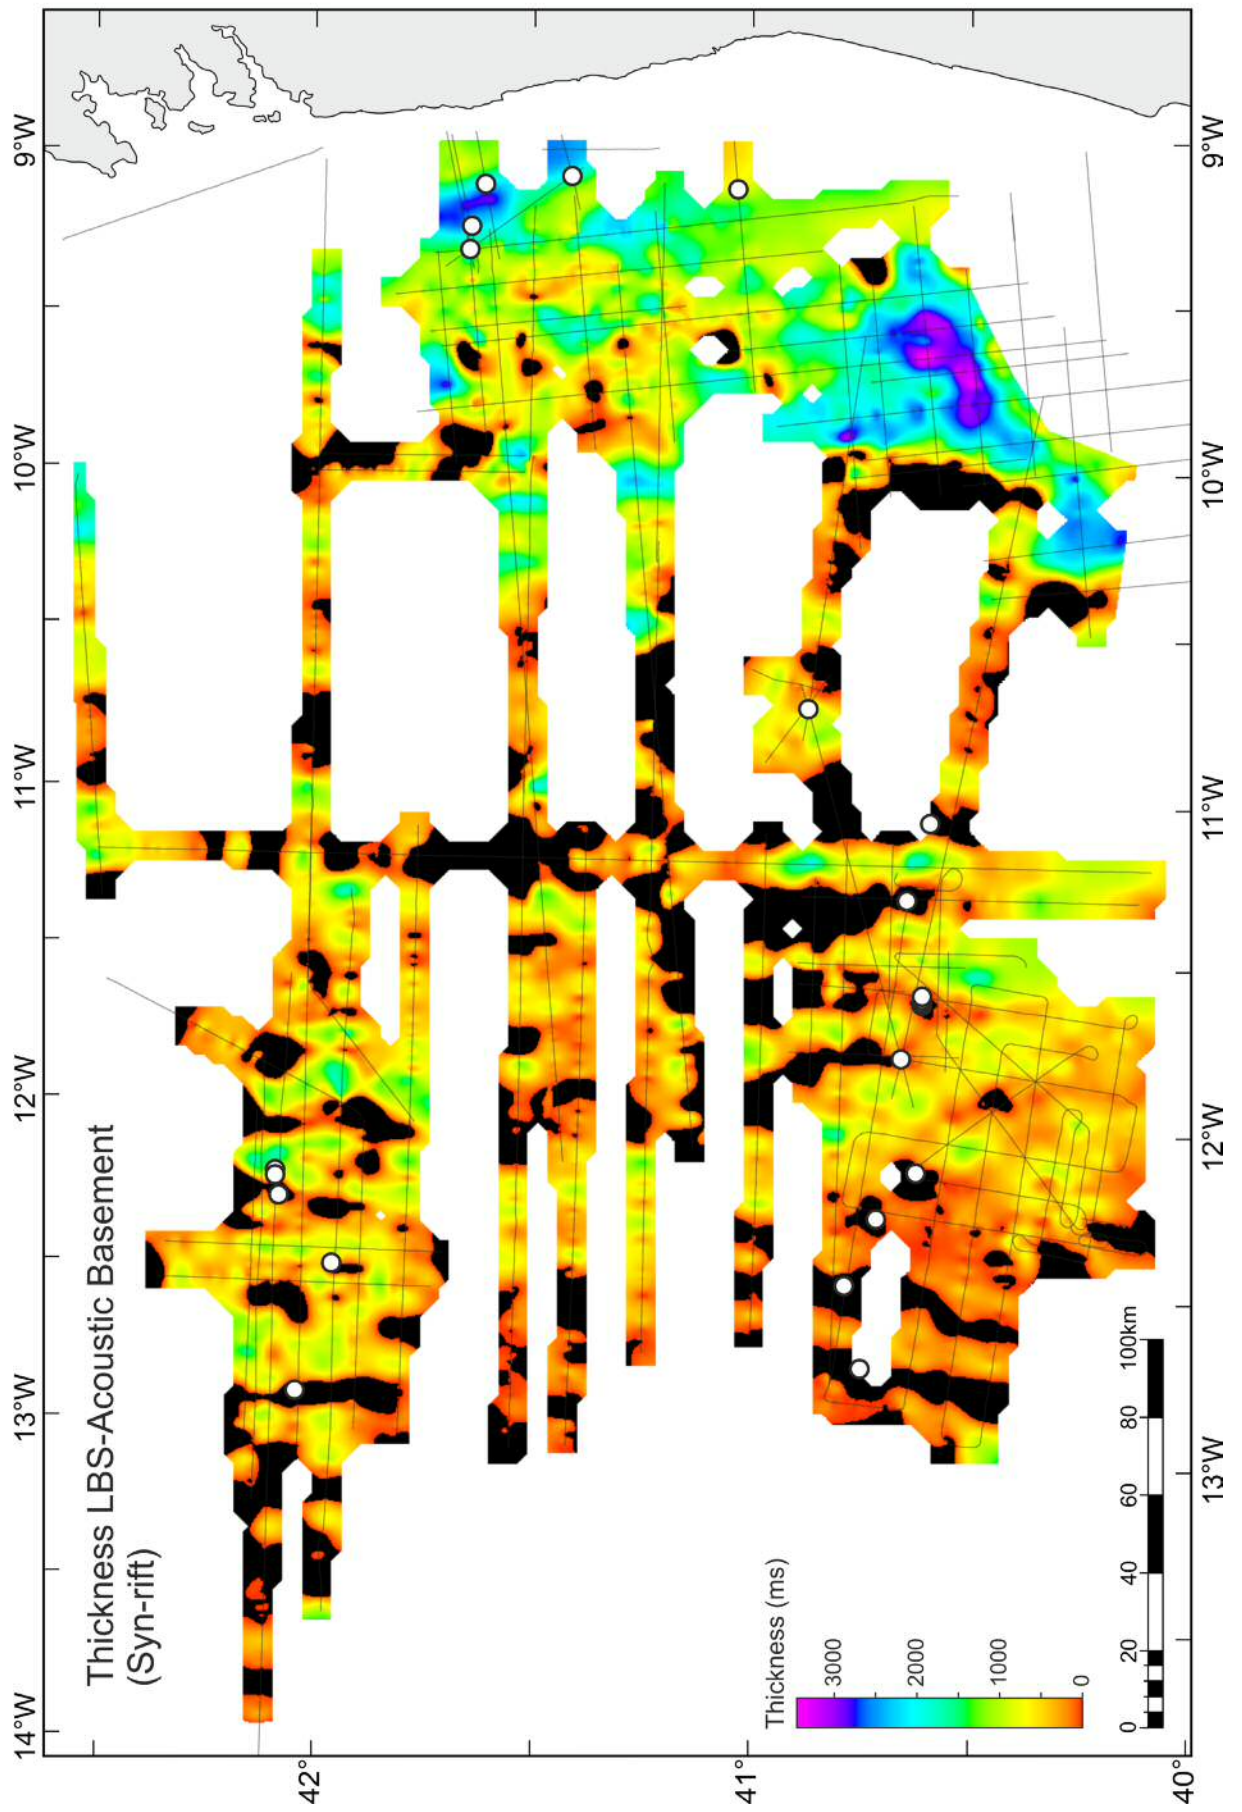 Thickness LBS-Acoustic Basement
(Syn-rift)
14°W
13°W
12°W
11°W
10°W
9°W
42°
41°
40°
13°W
12°W
11°W
10°W
9°W
Thickness (ms)
3000
2000
1000
0
0
20
40
60
80
100km